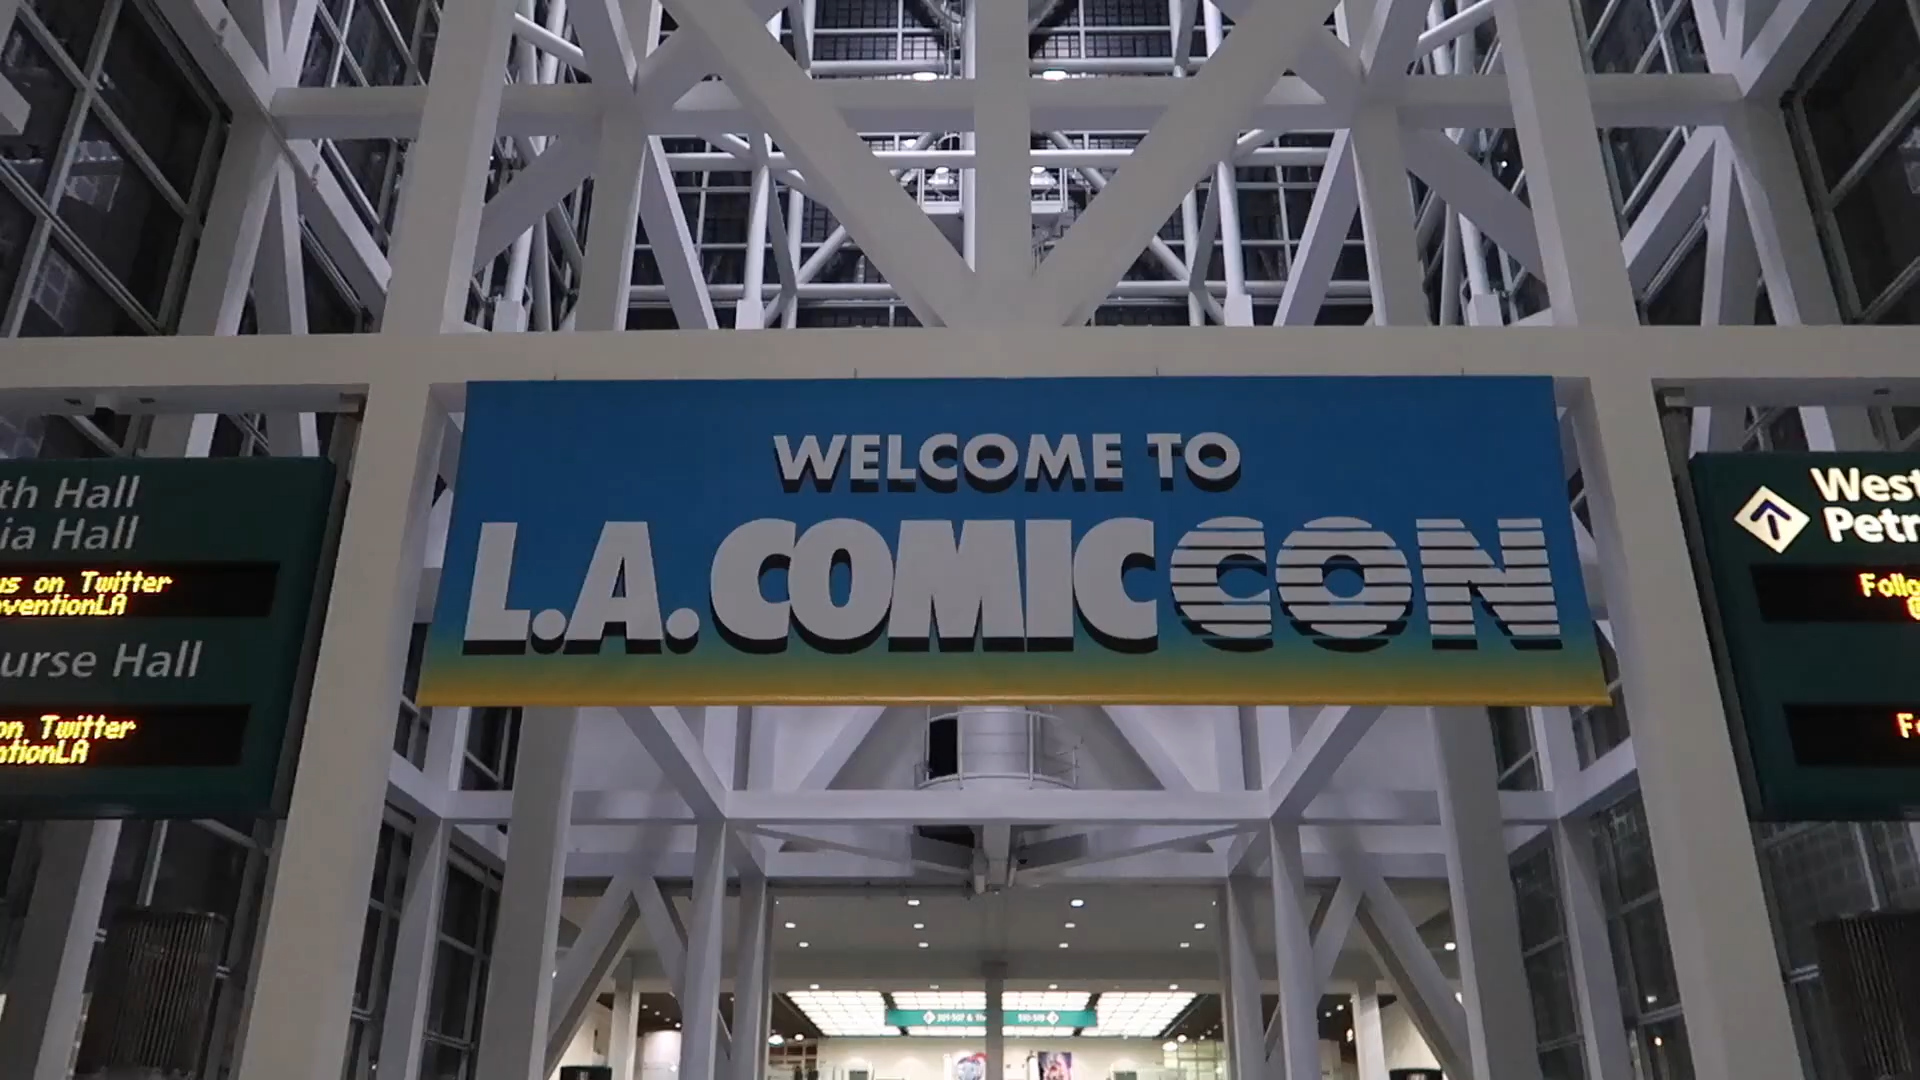 WELCOME TO
L.A. COMIC CON
th Hall
ia Hall
us on Twitter
ventionLA
urse Hall
on Twitter
ntionLA
West
Petr
Follo
@
Fo